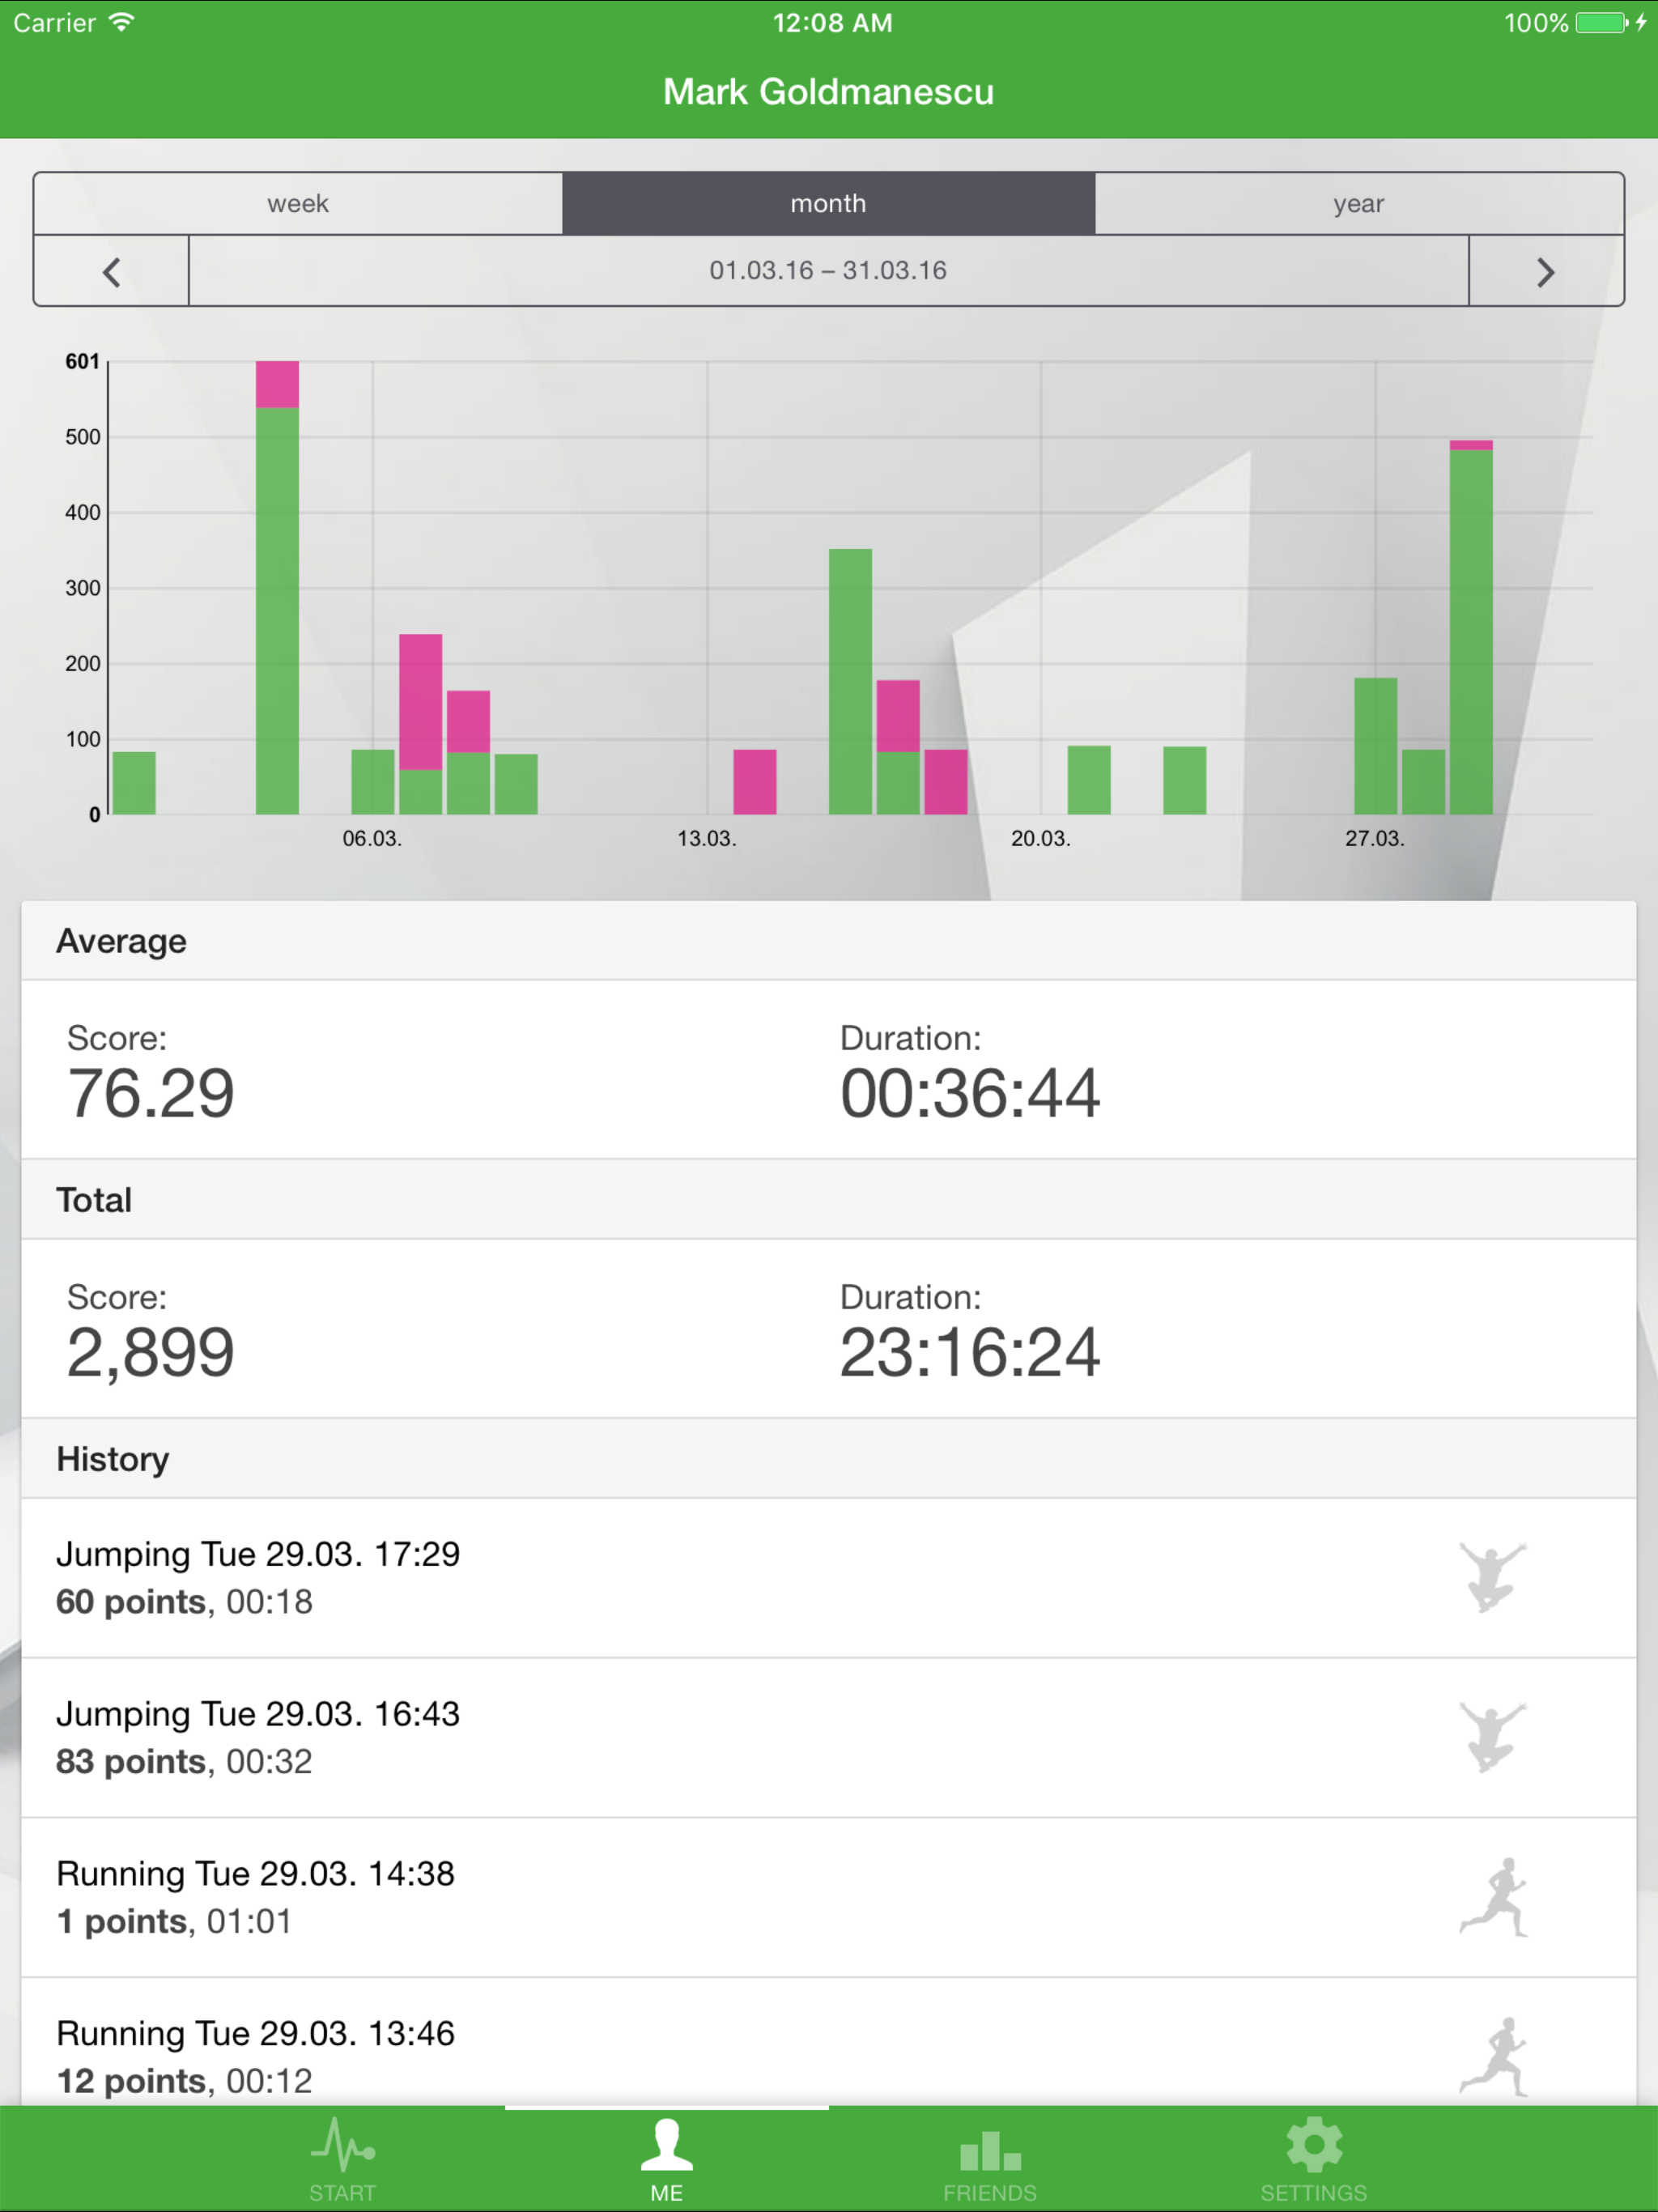 Carrier 12:08 AM 100%
Mark Goldmanescu
week month year
01.03.16 – 31.03.16
601
500
400
300
200
100
0
06.03. 13.03. 20.03. 27.03.
Average
Score: Duration:
76.29 00:36:44
Total
Score: Duration:
2,899 23:16:24
History
Jumping Tue 29.03. 17:29
60 points, 00:18
Jumping Tue 29.03. 16:43
83 points, 00:32
Running Tue 29.03. 14:38
1 points, 01:01
Running Tue 29.03. 13:46
12 points, 00:12
START ME FRIENDS SETTINGS